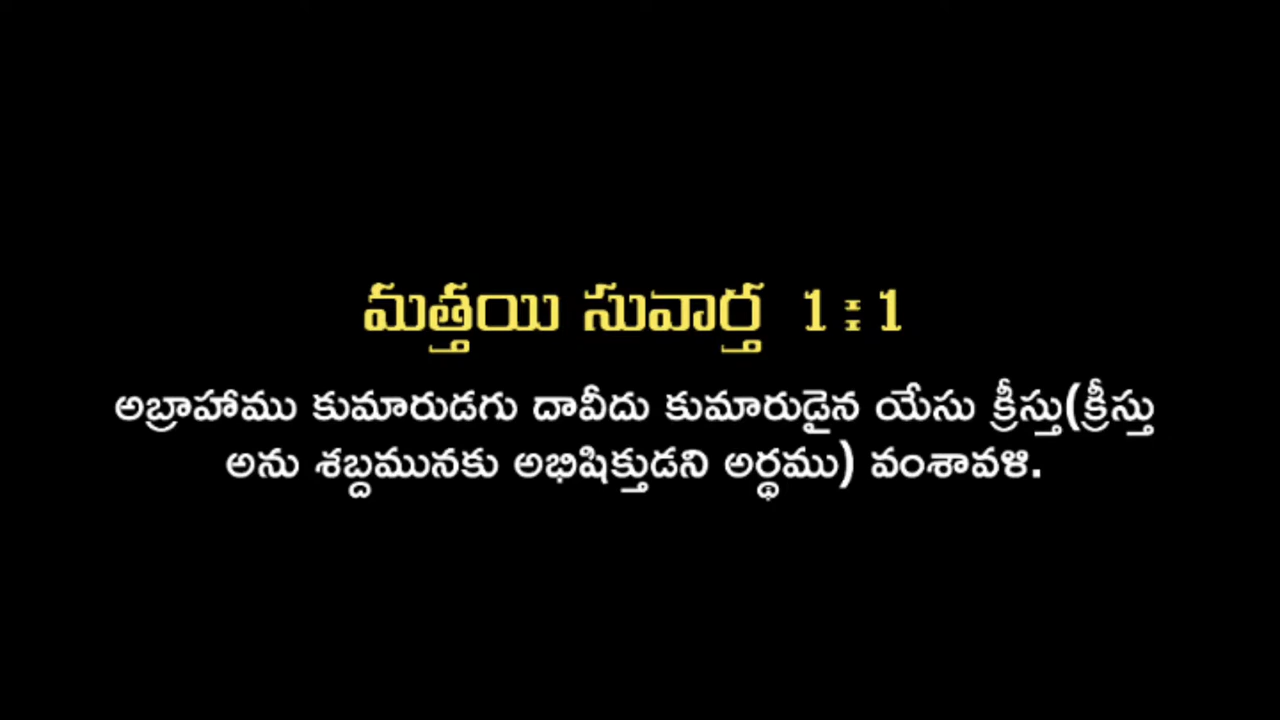 మత్తయి సువార్త 1:1
అబ్రాహాము కుమారుడగు దావీదు కుమారుడైన యేసు క్రీస్తు(క్రీస్తు
అను శబ్దమునకు అభిషిక్తుడని అర్థము) వంశావళి.